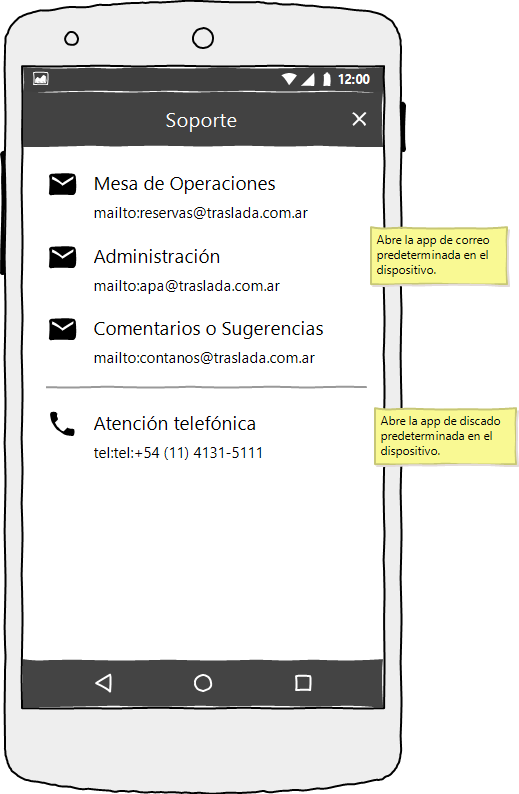 12:00
Soporte
Mesa de Operaciones
mailto:reservas@traslada.com.ar
Administración
mailto:apa@traslada.com.ar
Comentarios o Sugerencias
mailto:contanos@traslada.com.ar
Atención telefónica
tel:tel:+54 (11) 4131-5111
Abre la app de correo
predeterminada en el
dispositivo.
Abre la app de discado
predeterminada en el
dispositivo.